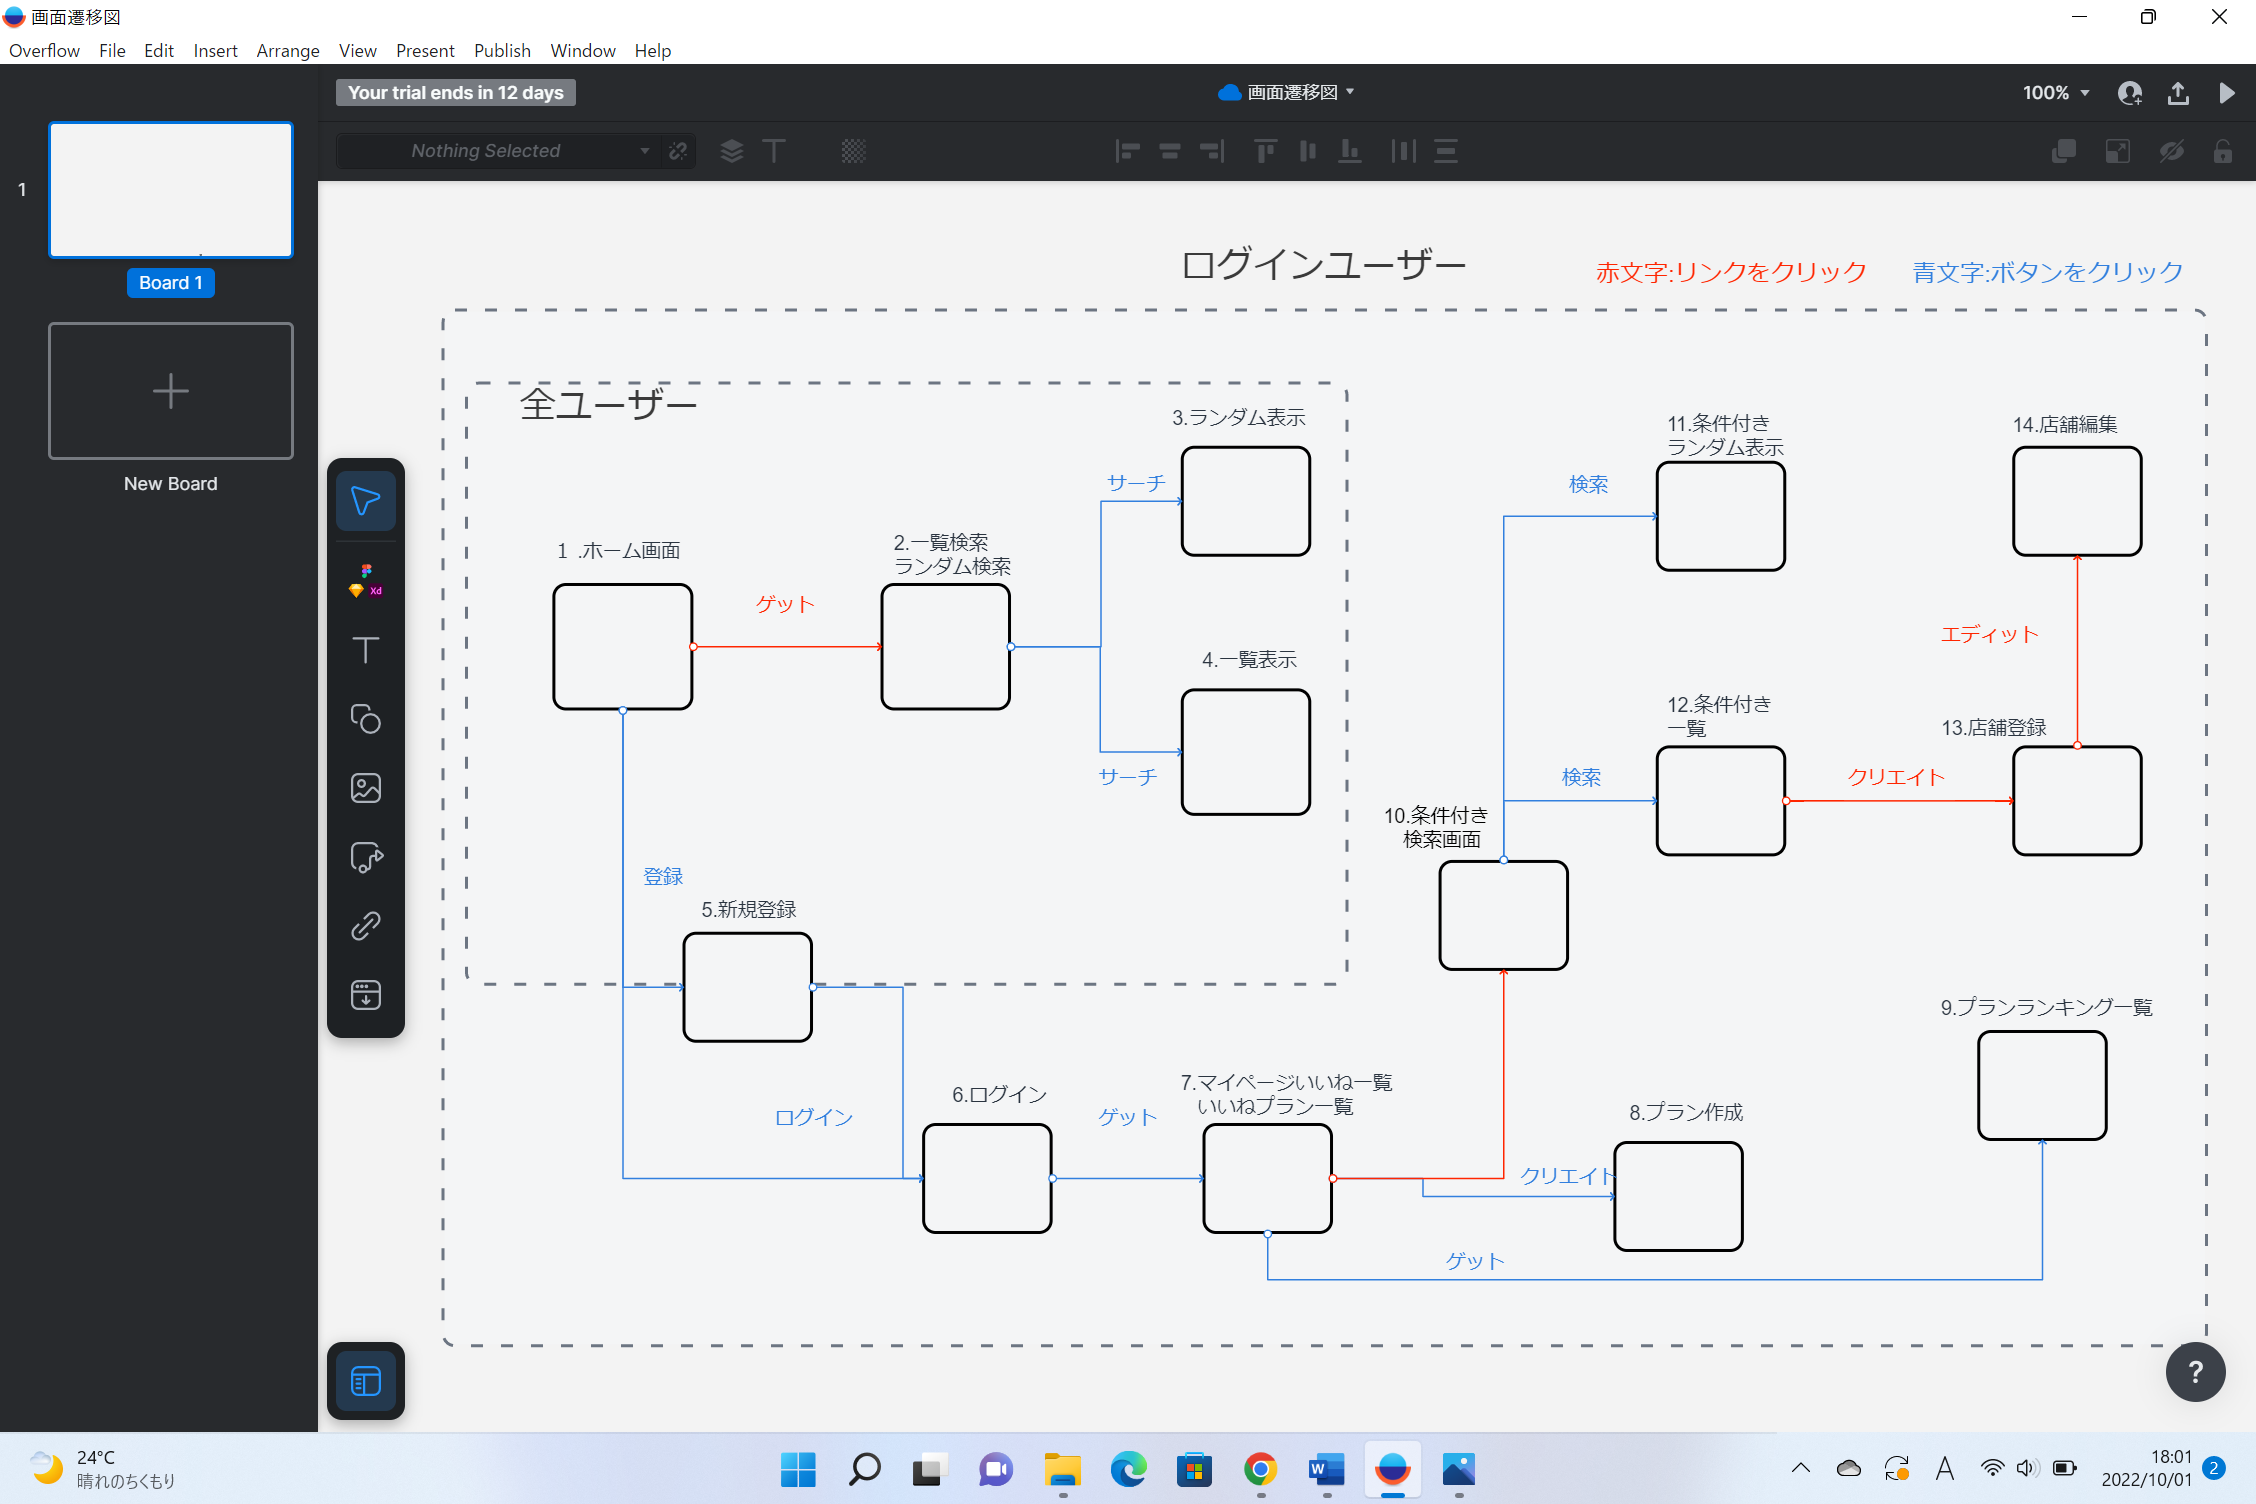 画面遷移図
Overflow File Edit Insert Arrange View Present Publish Window Help
Your trial ends in 12 days
画面遷移図
100%
Nothing Selected
1
Board 1
New Board
Xd
ログインユーザー
赤文字:リンクをクリック
青文字:ボタンをクリック
全ユーザー
3.ランダム表示
11.条件付き
ランダム表示
14.店舗編集
サーチ
検索
1 .ホーム画面
2.一覧検索
ランダム検索
ゲット
エディット
4.一覧表示
12.条件付き
一覧
13.店舗登録
サーチ
検索
クリエイト
10.条件付き
検索画面
登録
5.新規登録
9.プランランキング一覧
6.ログイン
7.マイページいいね一覧
いいねプラン一覧
8.プラン作成
ログイン
ゲット
クリエイト
ゲット
?
24°C
晴れのちくもり
W
A
18:01
2022/10/01
2